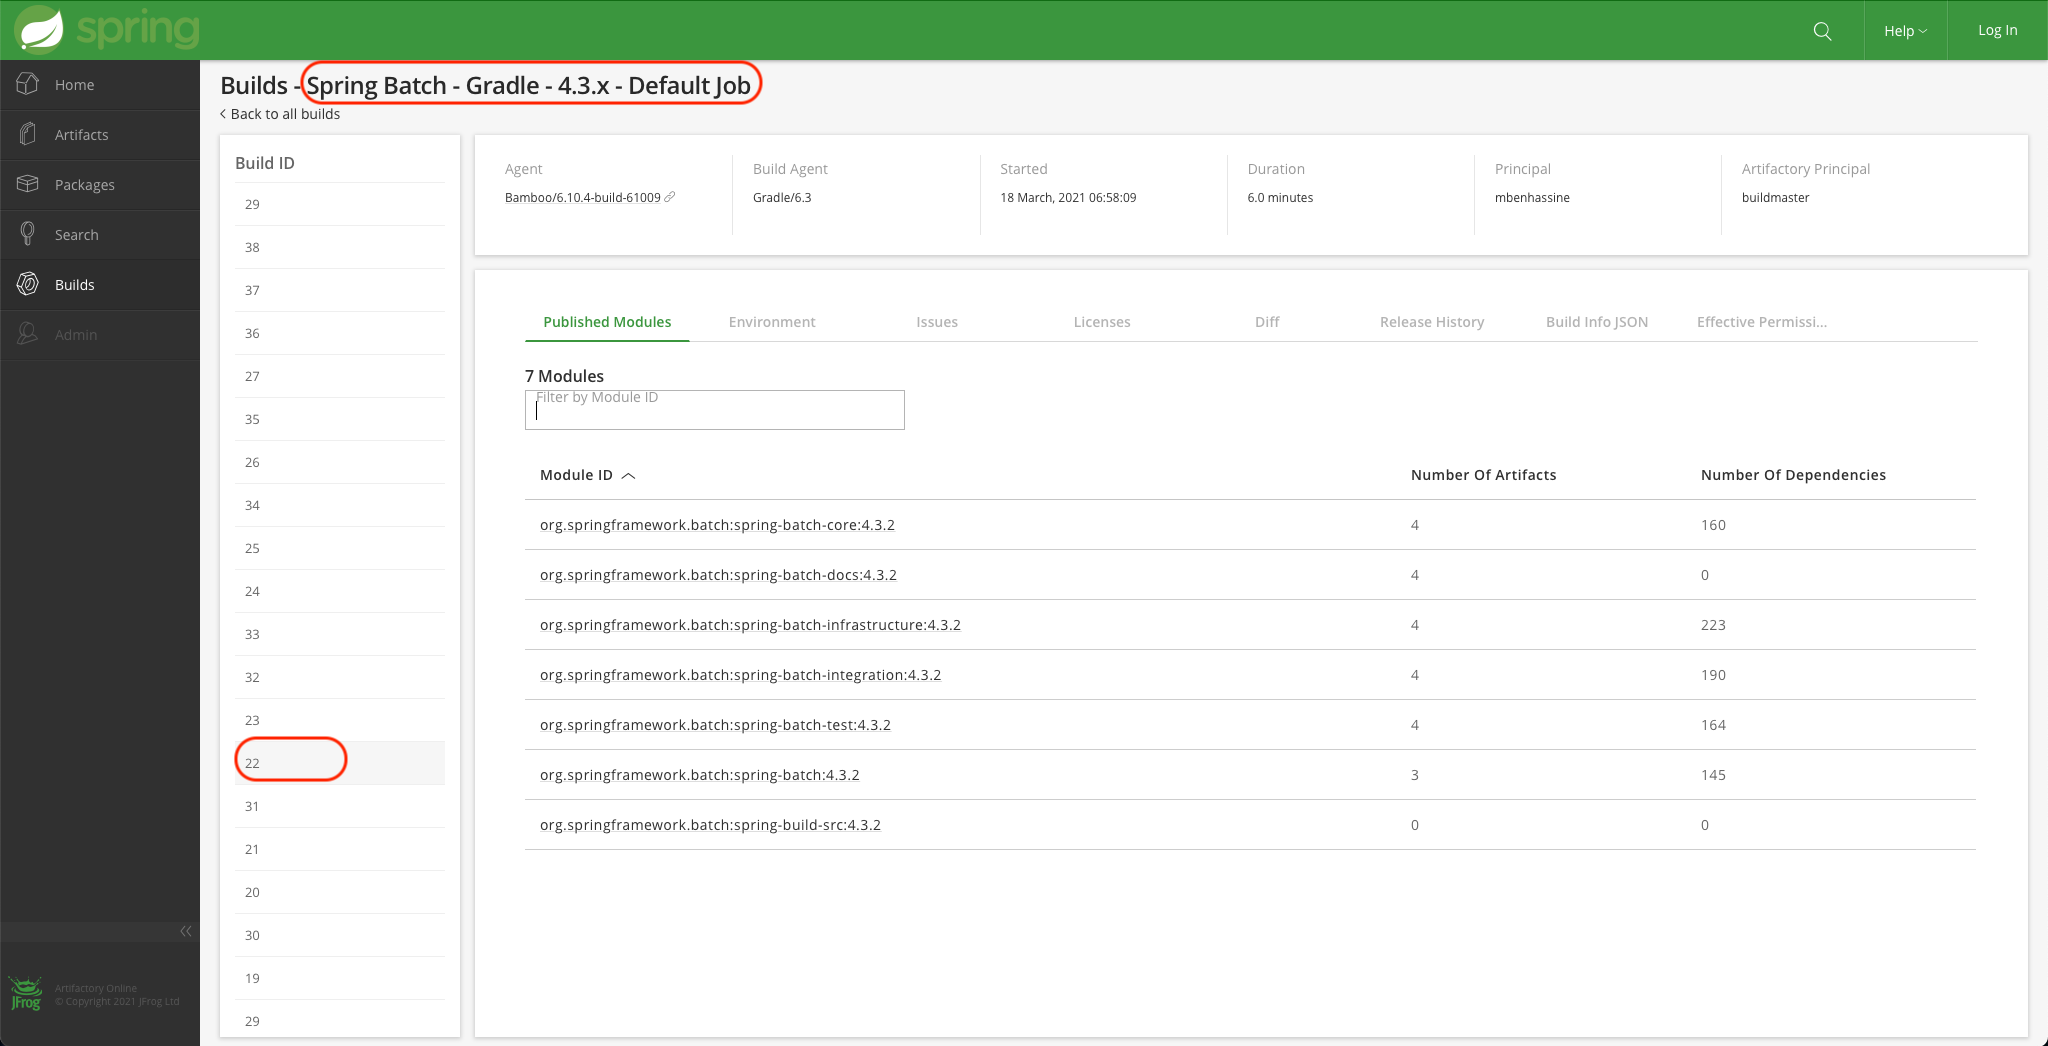 spring
Help
Log In
Home
Artifacts
Packages
Search
Builds
Admin
Artifactory Online
© Copyright 2021 JFrog Ltd
JFrog
Builds - Spring Batch - Gradle - 4.3.x - Default Job
< Back to all builds
Build ID
29
38
37
36
27
35
26
34
25
24
33
32
23
22
31
21
20
30
19
29
Agent Build Agent Started Duration Principal Artifactory Principal
Bamboo/6.10.4-build-61009 Gradle/6.3 18 March, 2021 06:58:09 6.0 minutes mbenhassine buildmaster
Published Modules Environment Issues Licenses Diff Release History Build Info JSON Effective Permissi...
7 Modules
Filter by Module ID
Module ID Number Of Artifacts Number Of Dependencies
org.springframework.batch:spring-batch-core:4.3.2 4 160
org.springframework.batch:spring-batch-docs:4.3.2 4 0
org.springframework.batch:spring-batch-infrastructure:4.3.2 4 223
org.springframework.batch:spring-batch-integration:4.3.2 4 190
org.springframework.batch:spring-batch-test:4.3.2 4 164
org.springframework.batch:spring-batch:4.3.2 3 145
org.springframework.batch:spring-build-src:4.3.2 0 0